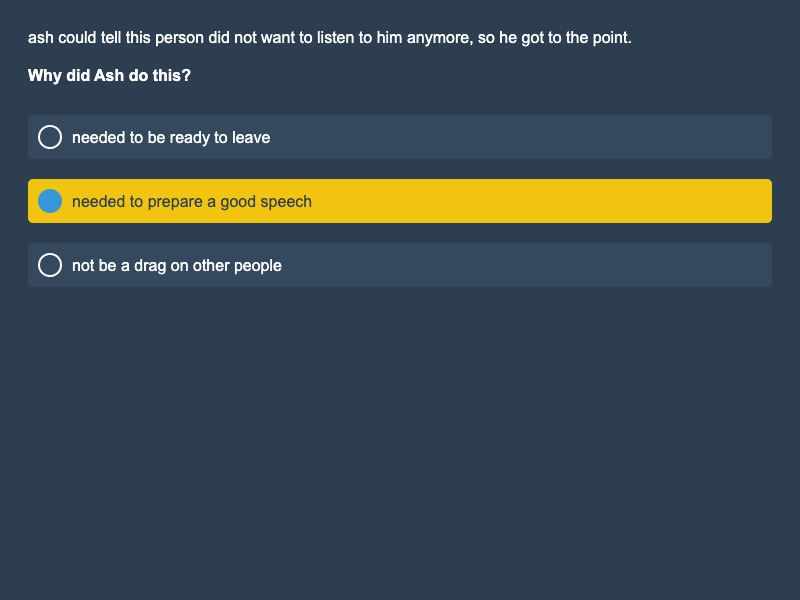 ash could tell this person did not want to listen to him anymore, so he got to the point.
Why did Ash do this?
needed to be ready to leave
needed to prepare a good speech
not be a drag on other people